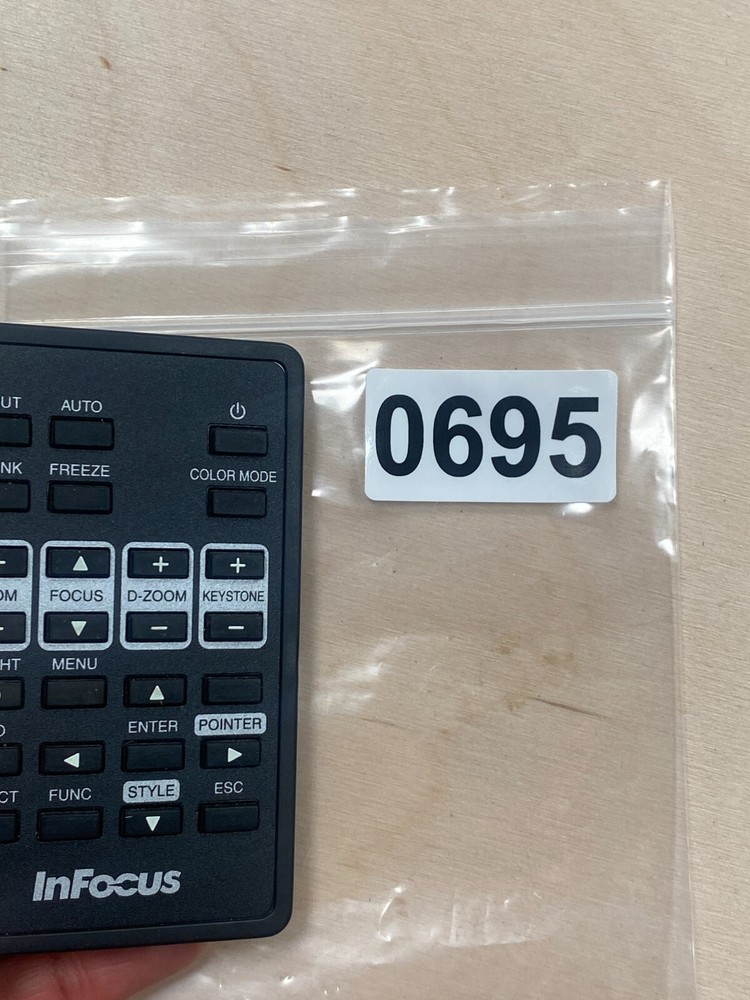 0695
AUTO
FREEZE
COLOR MODE
FOCUS
D-ZOOM
KEYSTONE
MENU
ENTER
POINTER
FUNC
STYLE
ESC
InFocus